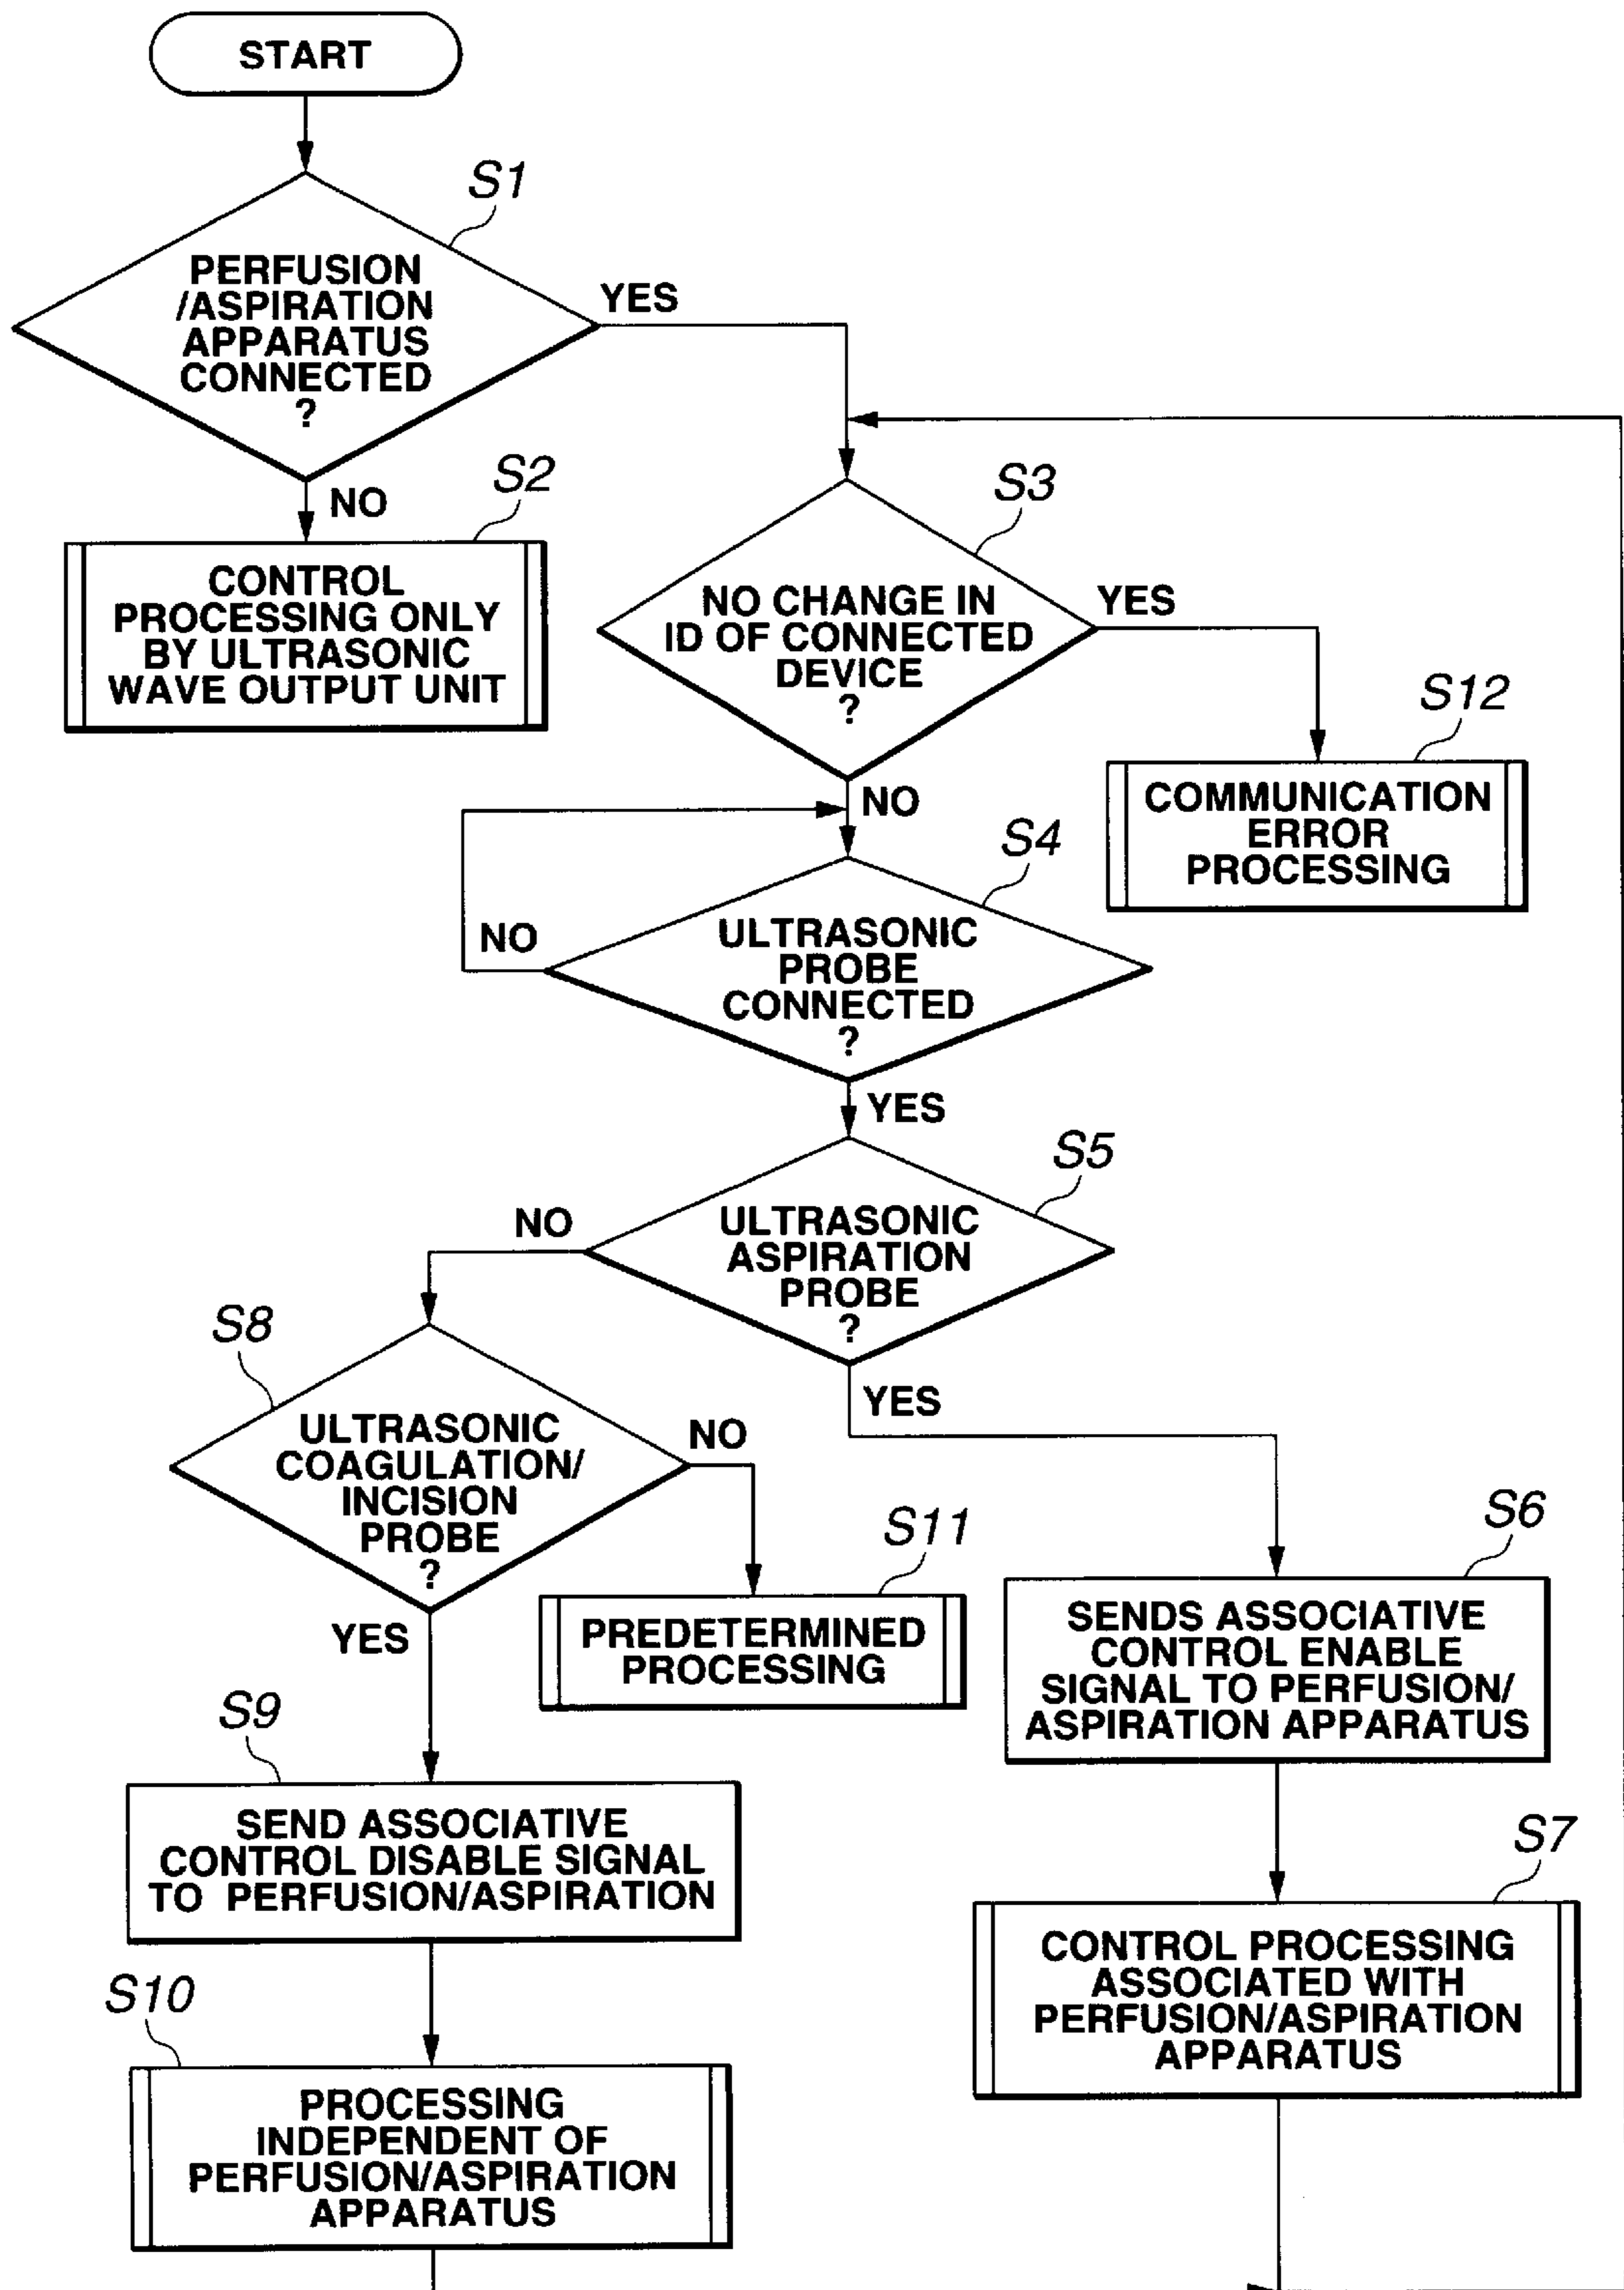 START
S1
PERFUSION
/ASPIRATION
APPARATUS
CONNECTED
?
YES
NO
S2
CONTROL
PROCESSING ONLY
BY ULTRASONIC
WAVE OUTPUT UNIT
S3
NO CHANGE IN
ID OF CONNECTED
DEVICE
?
YES
NO
S12
COMMUNICATION
ERROR
PROCESSING
S4
ULTRASONIC
PROBE
CONNECTED
?
NO
YES
S5
ULTRASONIC
ASPIRATION
PROBE
?
NO
YES
S8
ULTRASONIC
COAGULATION/
INCISION
PROBE
?
NO
YES
S11
PREDETERMINED
PROCESSING
S6
SENDS ASSOCIATIVE
CONTROL ENABLE
SIGNAL TO PERFUSION/
ASPIRATION APPARATUS
S9
SEND ASSOCIATIVE
CONTROL DISABLE SIGNAL
TO PERFUSION/ASPIRATION
S7
CONTROL PROCESSING
ASSOCIATED WITH
PERFUSION/ASPIRATION
APPARATUS
S10
PROCESSING
INDEPENDENT OF
PERFUSION/ASPIRATION
APPARATUS